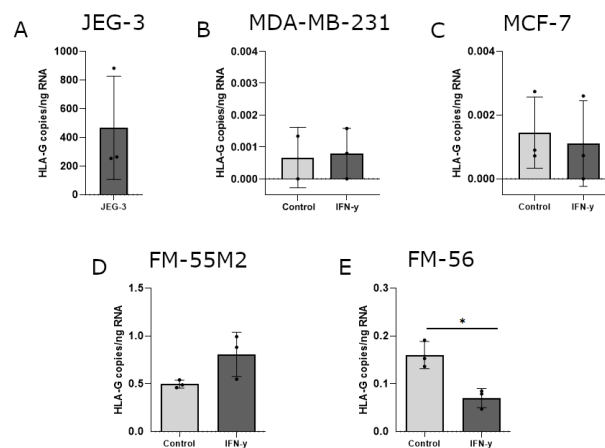 A
JEG-3
HLA-G copies/ng RNA
1000
800
600
400
200
0
JEG-3
B
MDA-MB-231
HLA-G copies/ng RNA
0.004
0.002
0.001
0.000
Control
IFN-y
C
MCF-7
HLA-G copies/ng RNA
0.004
0.002
0.000
Control
IFN-y
D
FM-55M2
HLA-G copies/ng RNA
1.5
1.0
0.5
0.0
Control
IFN-y
E
FM-56
HLA-G copies/ng RNA
0.3
0.2
0.1
0.0
*
Control
IFN-y